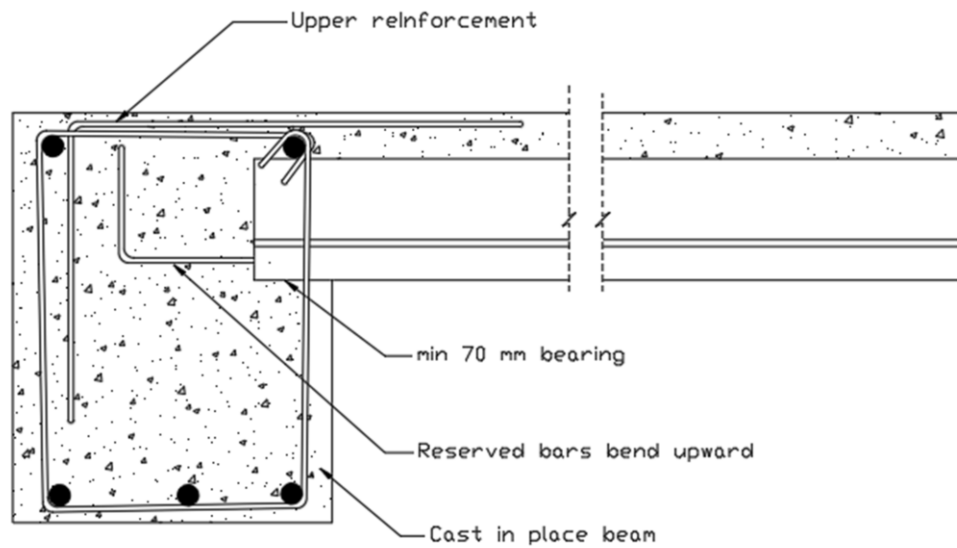 Upper reinforcement
min 70 mm bearing
Reserved bars bend upward
Cast in place beam